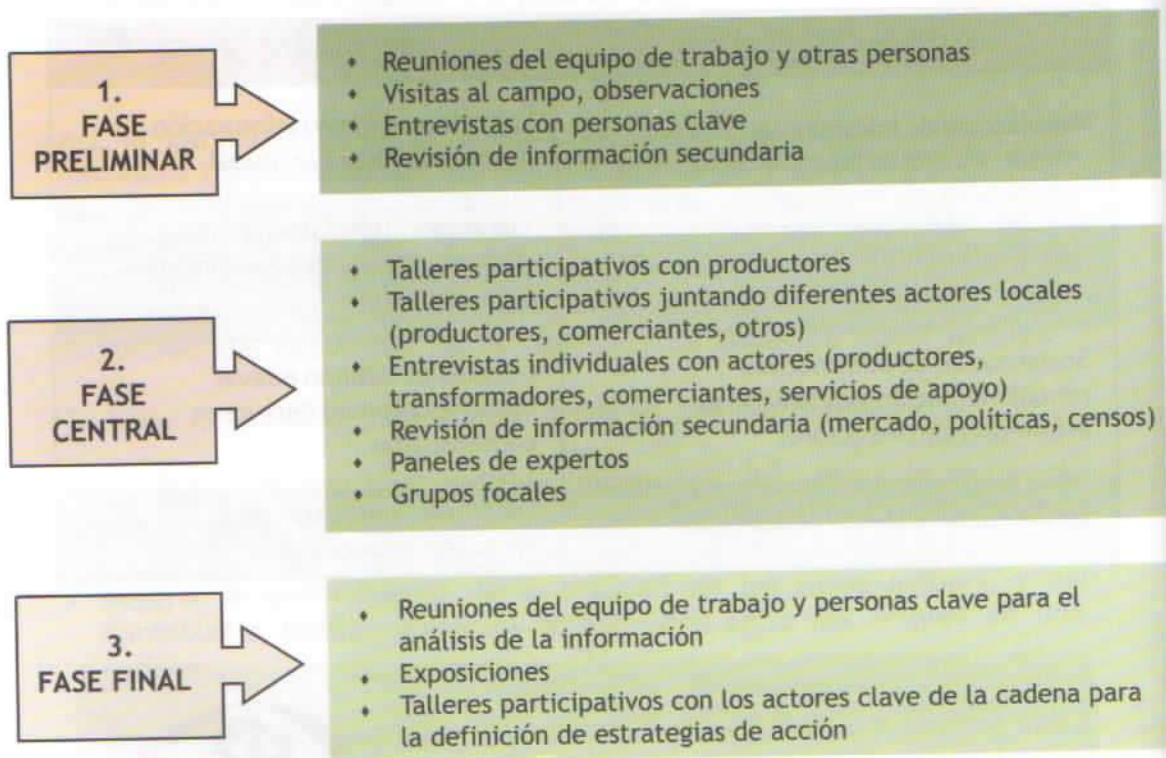 1.
FASE
PRELIMINAR
• Reuniones del equipo de trabajo y otras personas
• Visitas al campo, observaciones
• Entrevistas con personas clave
• Revisión de información secundaria
2.
FASE
CENTRAL
• Talleres participativos con productores
• Talleres participativos juntando diferentes actores locales
(productores, comerciantes, otros)
• Entrevistas individuales con actores (productores,
transformadores, comerciantes, servicios de apoyo)
• Revisión de información secundaria (mercado, políticas, censos)
• Paneles de expertos
• Grupos focales
3.
FASE FINAL
• Reuniones del equipo de trabajo y personas clave para el
análisis de la información
• Exposiciones
• Talleres participativos con los actores clave de la cadena para
la definición de estrategias de acción